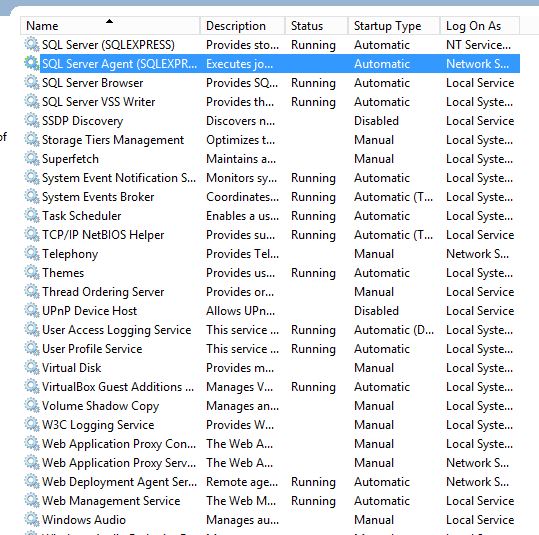 Name Description Status Startup Type Log On As
SQL Server (SQLEXPRESS) Provides sto... Running Automatic NT Service...
SQL Server Agent (SQLEXPR... Executes jo... Automatic Network S...
SQL Server Browser Provides SQ... Running Automatic Local Service
SQL Server VSS Writer Provides th... Running Automatic Local Syste...
SSDP Discovery Discovers n... Disabled Local Service
of Storage Tiers Management Optimizes t... Manual Local Syste...
Superfetch Maintains a... Manual Local Syste...
System Event Notification S... Monitors sy... Running Automatic Local Syste...
System Events Broker Coordinates... Running Automatic (T... Local Syste...
Task Scheduler Enables a us... Running Automatic Local Syste...
TCP/IP NetBIOS Helper Provides su... Running Automatic (T... Local Service
Telephony Provides Tel... Manual Network S...
Themes Provides us... Running Automatic Local Syste...
Thread Ordering Server Provides or... Manual Local Service
UPnP Device Host Allows UPn... Disabled Local Service
User Access Logging Service This service ... Running Automatic (D... Local Syste...
User Profile Service This service ... Running Automatic Local Syste...
Virtual Disk Provides m... Manual Local Syste...
VirtualBox Guest Additions ... Manages V... Running Automatic Local Syste...
Volume Shadow Copy Manages an... Manual Local Syste...
W3C Logging Service Provides W... Manual Local Syste...
Web Application Proxy Con... The Web A... Manual Local Syste...
Web Application Proxy Serv... The Web A... Manual Network S...
Web Deployment Agent Ser... Remote age... Running Automatic Network S...
Web Management Service The Web M... Running Automatic Local Service
Windows Audio Manages au... Manual Local Service